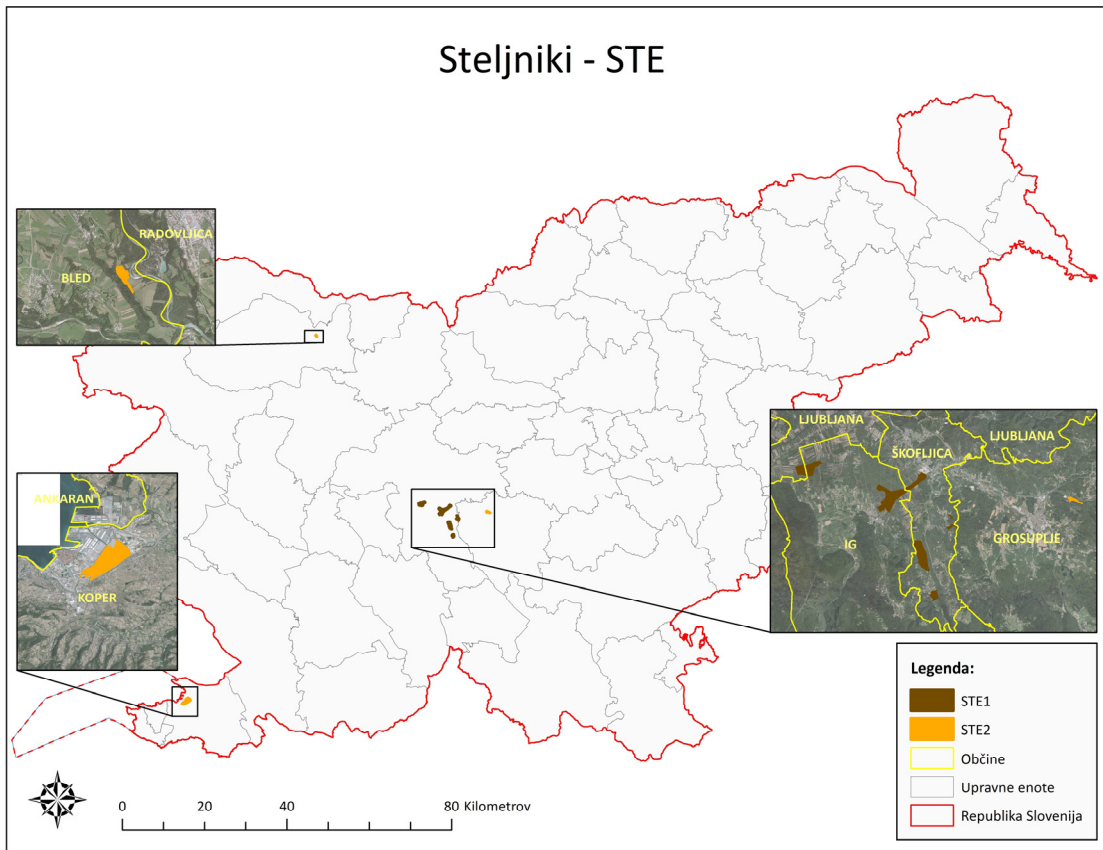 Steljniki - STE
RADOVLJICA
BLED
LJUBLJANA
ŠKOFLJICA
LJUBLJANA
IG
GROSUPLJE
ANKARAN
KOPER
Legenda:
STE1
STE2
Občine
Upravne enote
Republika Slovenija
0 20 40 80 Kilometrov